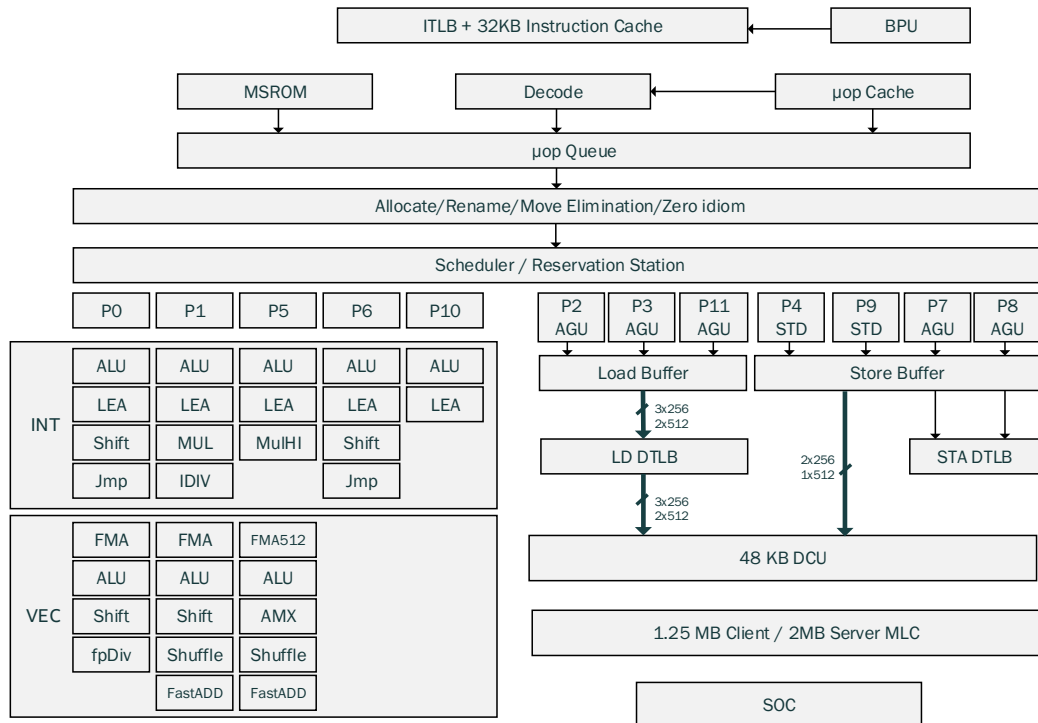 ITLB + 32KB Instruction Cache
BPU
MSROM
Decode
µop Cache
µop Queue
Allocate/Rename/Move Elimination/Zero idiom
Scheduler / Reservation Station
P0
P1
P5
P6
P10
P2
AGU
P3
AGU
P11
AGU
P4
STD
P9
STD
P7
AGU
P8
AGU
INT
ALU
ALU
ALU
ALU
ALU
LEA
LEA
LEA
LEA
LEA
Shift
MUL
MulHI
Shift
Jmp
IDIV
Jmp
Load Buffer
Store Buffer
3x256
2x512
LD DTLB
STA DTLB
2x256
1x512
3x256
2x512
VEC
FMA
FMA
FMA512
ALU
ALU
ALU
Shift
Shift
AMX
fpDiv
Shuffle
Shuffle
FastADD
FastADD
48 KB DCU
1.25 MB Client / 2MB Server MLC
SOC